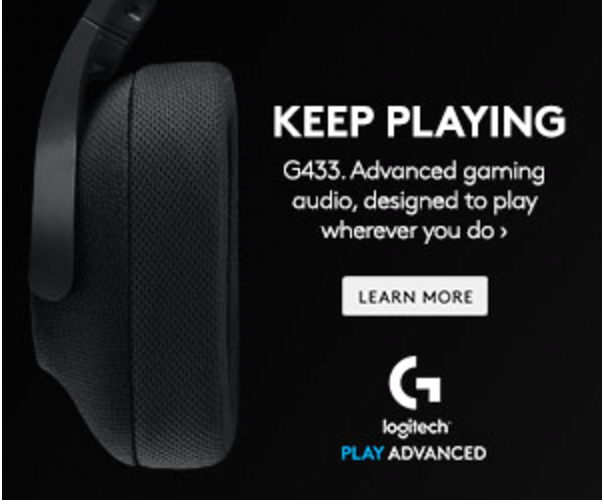 KEEP PLAYING
G433. Advanced gaming
audio, designed to play
wherever you do ›
LEARN MORE
G
logitech
PLAY ADVANCED